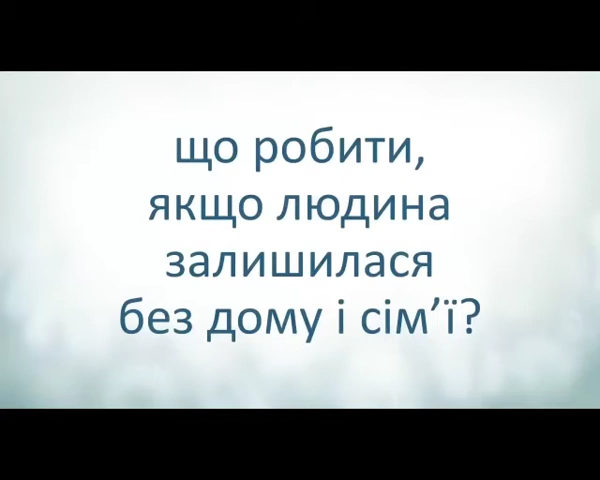 що робити,
якщо людина
залишилася
без дому і сім’ї?